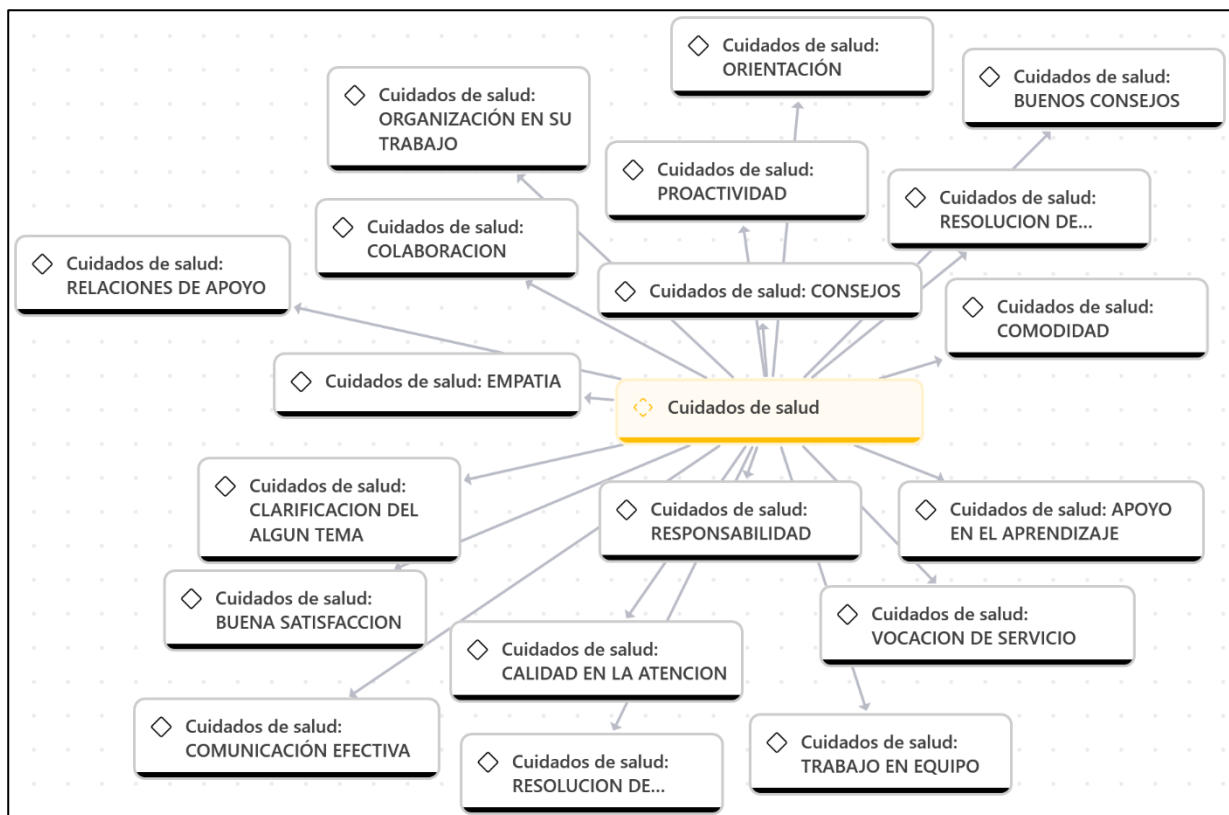 Cuidados de salud:
ORIENTACIÓN
Cuidados de salud:
BUENOS CONSEJOS
Cuidados de salud:
ORGANIZACIÓN EN SU
TRABAJO
Cuidados de salud:
PROACTIVIDAD
Cuidados de salud:
RESOLUCION DE...
Cuidados de salud:
COLABORACION
Cuidados de salud:
RELACIONES DE APOYO
Cuidados de salud: CONSEJOS
Cuidados de salud:
COMODIDAD
Cuidados de salud: EMPATIA
Cuidados de salud
Cuidados de salud:
CLARIFICACION DEL
ALGUN TEMA
Cuidados de salud:
RESPONSABILIDAD
Cuidados de salud: APOYO
EN EL APRENDIZAJE
Cuidados de salud:
BUENA SATISFACCION
Cuidados de salud:
VOCACION DE SERVICIO
Cuidados de salud:
CALIDAD EN LA ATENCION
Cuidados de salud:
COMUNICACIÓN EFECTIVA
Cuidados de salud:
RESOLUCION DE...
Cuidados de salud:
TRABAJO EN EQUIPO